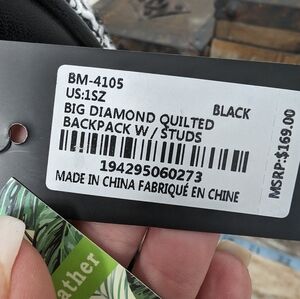 BM-4105
US:1SZ
BLACK
BIG DIAMOND QUILTED
BACKPACK W/ STUDS
194295060273
MADE IN CHINA FABRIQUÉ EN CHINE
MSRP:$169.00
ather